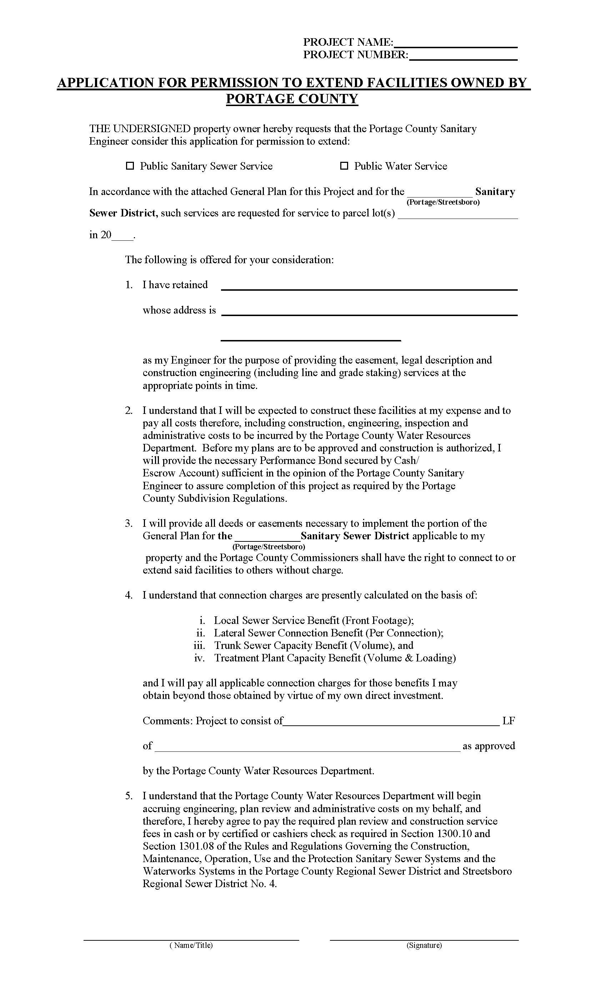 PROJECT NAME:
PROJECT NUMBER:
APPLICATION FOR PERMISSION TO EXTEND FACILITIES OWNED BY
PORTAGE COUNTY
THE UNDERSIGNED property owner hereby requests that the Portage County Sanitary
Engineer consider this application for permission to extend:
☐ Public Sanitary Sewer Service ☐ Public Water Service
In accordance with the attached General Plan for this Project and for the ____________ Sanitary
(Portage/Streetsboro)
Sewer District, such services are requested for service to parcel lot(s) ______________________
in 20____.
The following is offered for your consideration:
1. I have retained
whose address is
as my Engineer for the purpose of providing the easement, legal description and
construction engineering (including line and grade staking) services at the
appropriate points in time.
2. I understand that I will be expected to construct these facilities at my expense and to
pay all costs therefore, including construction, engineering, inspection and
administrative costs to be incurred by the Portage County Water Resources
Department.  Before my plans are to be approved and construction is authorized, I
will provide the necessary Performance Bond secured by Cash/
Escrow Account) sufficient in the opinion of the Portage County Sanitary
Engineer to assure completion of this project as required by the Portage
County Subdivision Regulations.
3. I will provide all deeds or easements necessary to implement the portion of the
General Plan for the ____________Sanitary Sewer District applicable to my
(Portage/Streetsboro)
property and the Portage County Commissioners shall have the right to connect to or
extend said facilities to others without charge.
4. I understand that connection charges are presently calculated on the basis of:
i. Local Sewer Service Benefit (Front Footage);
ii. Lateral Sewer Connection Benefit (Per Connection);
iii. Trunk Sewer Capacity Benefit (Volume), and
iv. Treatment Plant Capacity Benefit (Volume & Loading)
and I will pay all applicable connection charges for those benefits I may
obtain beyond those obtained by virtue of my own direct investment.
Comments: Project to consist of________________________________________ LF
of ________________________________________________________ as approved
by the Portage County Water Resources Department.
5. I understand that the Portage County Water Resources Department will begin
accruing engineering, plan review and administrative costs on my behalf, and
therefore, I hereby agree to pay the required plan review and construction service
fees in cash or by certified or cashiers check as required in Section 1300.10 and
Section 1301.08 of the Rules and Regulations Governing the Construction,
Maintenance, Operation, Use and the Protection Sanitary Sewer Systems and the
Waterworks Systems in the Portage County Regional Sewer District and Streetsboro
Regional Sewer District No. 4.
( Name/Title) (Signature)